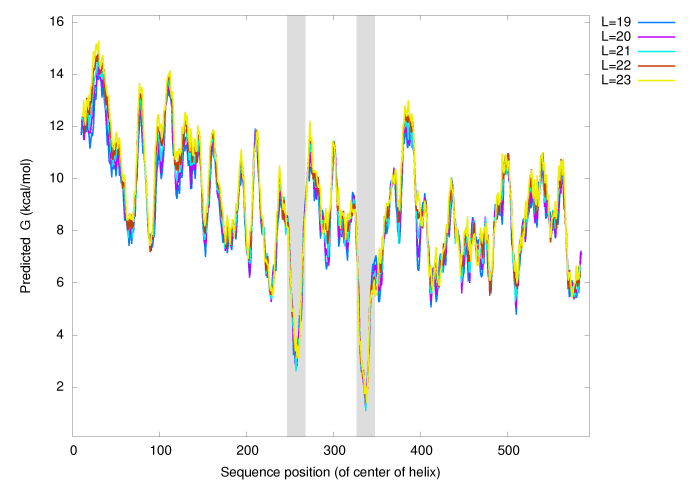 L=19
L=20
L=21
L=22
L=23
16
14
12
10
8
6
4
2
Predicted G (kcal/mol)
0 100 200 300 400 500
Sequence position (of center of helix)